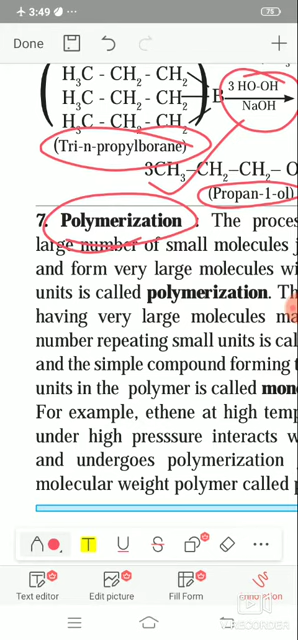 3:49
75
Done
H₃C - CH₂ - CH₂
H₃C - CH₂ - CH₂ B 3 HO-OH
NaOH
H₃C - CH₂ - CH₂
(Tri-n-propylborane)
3CH₃–CH₂–CH₂– O
(Propan-1-ol)
7. Polymerization : The proces
large number of small molecules j
and form very large molecules wi
units is called polymerization. Th
having very large molecules ma
number repeating small units is cal
and the simple compound forming t
units in the polymer is called mon
For example, ethene at high temp
under high presssure interacts w
and undergoes polymerization
molecular weight polymer called p
Text editor
Edit picture
Fill Form